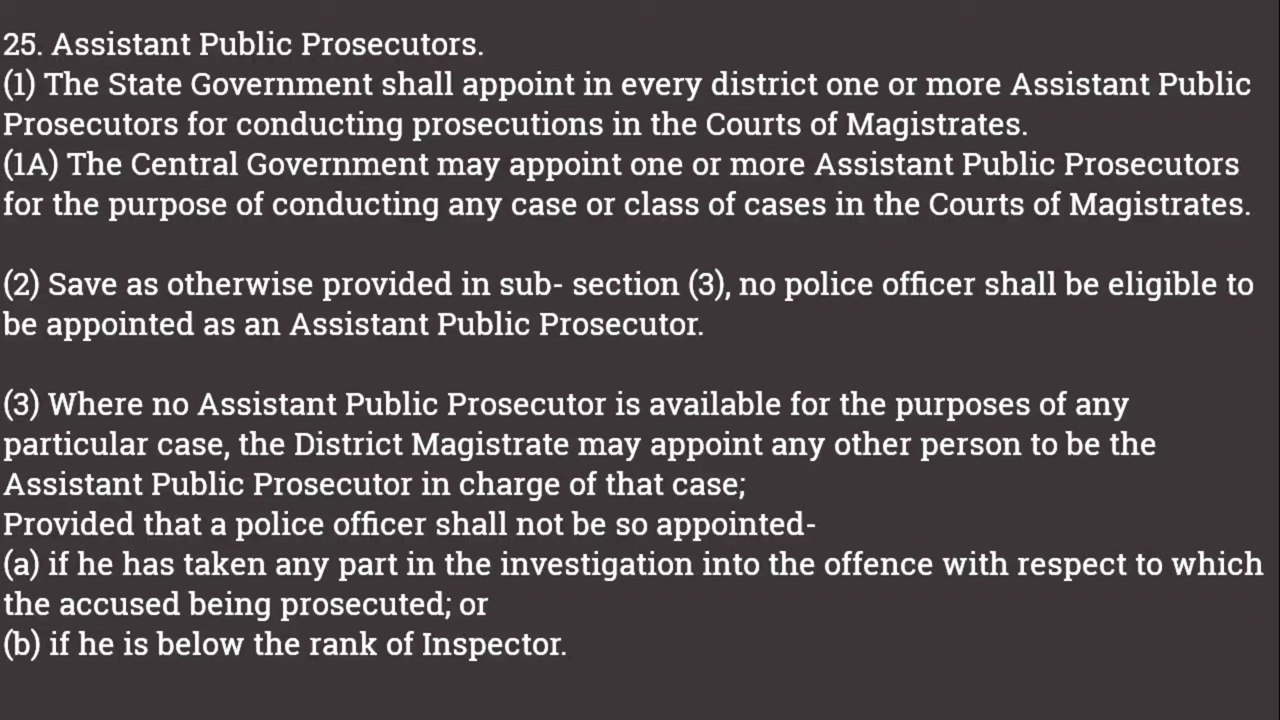 25. Assistant Public Prosecutors.
(1) The State Government shall appoint in every district one or more Assistant Public
Prosecutors for conducting prosecutions in the Courts of Magistrates.
(1A) The Central Government may appoint one or more Assistant Public Prosecutors
for the purpose of conducting any case or class of cases in the Courts of Magistrates.
(2) Save as otherwise provided in sub- section (3), no police officer shall be eligible to
be appointed as an Assistant Public Prosecutor.
(3) Where no Assistant Public Prosecutor is available for the purposes of any
particular case, the District Magistrate may appoint any other person to be the
Assistant Public Prosecutor in charge of that case;
Provided that a police officer shall not be so appointed-
(a) if he has taken any part in the investigation into the offence with respect to which
the accused being prosecuted; or
(b) if he is below the rank of Inspector.